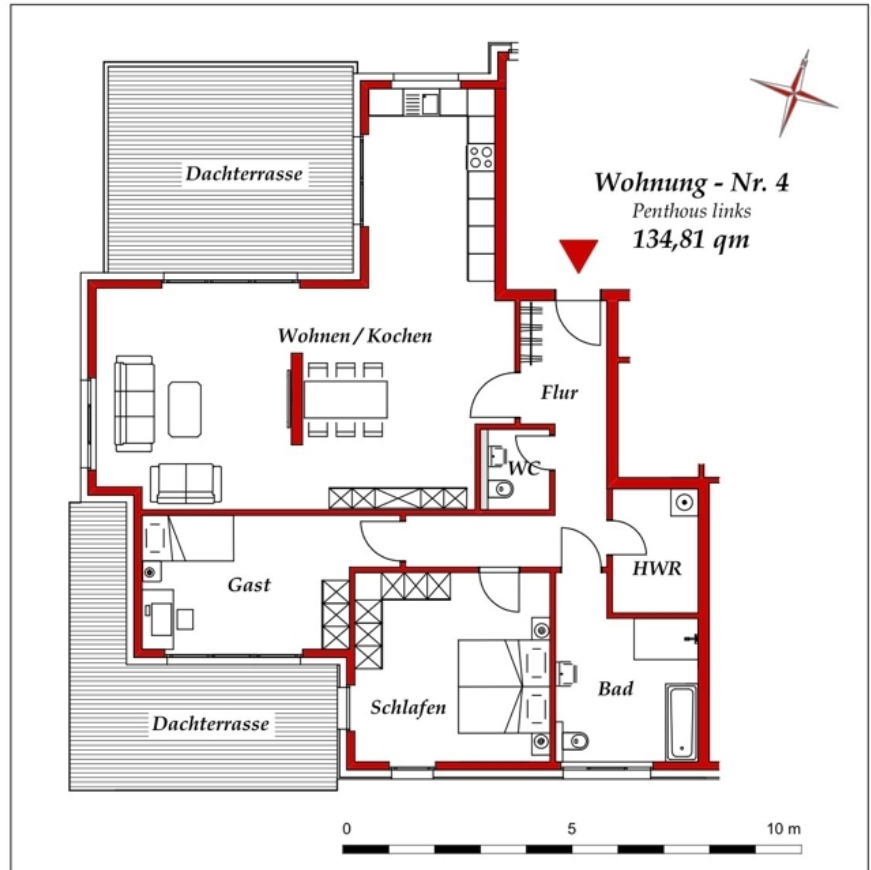 N
Dachterrasse
Wohnung - Nr. 4
Penthous links
134,81 qm
Wohnen / Kochen
Flur
WC
Gast
HWR
Schlafen
Bad
Dachterrasse
0 5 10 m